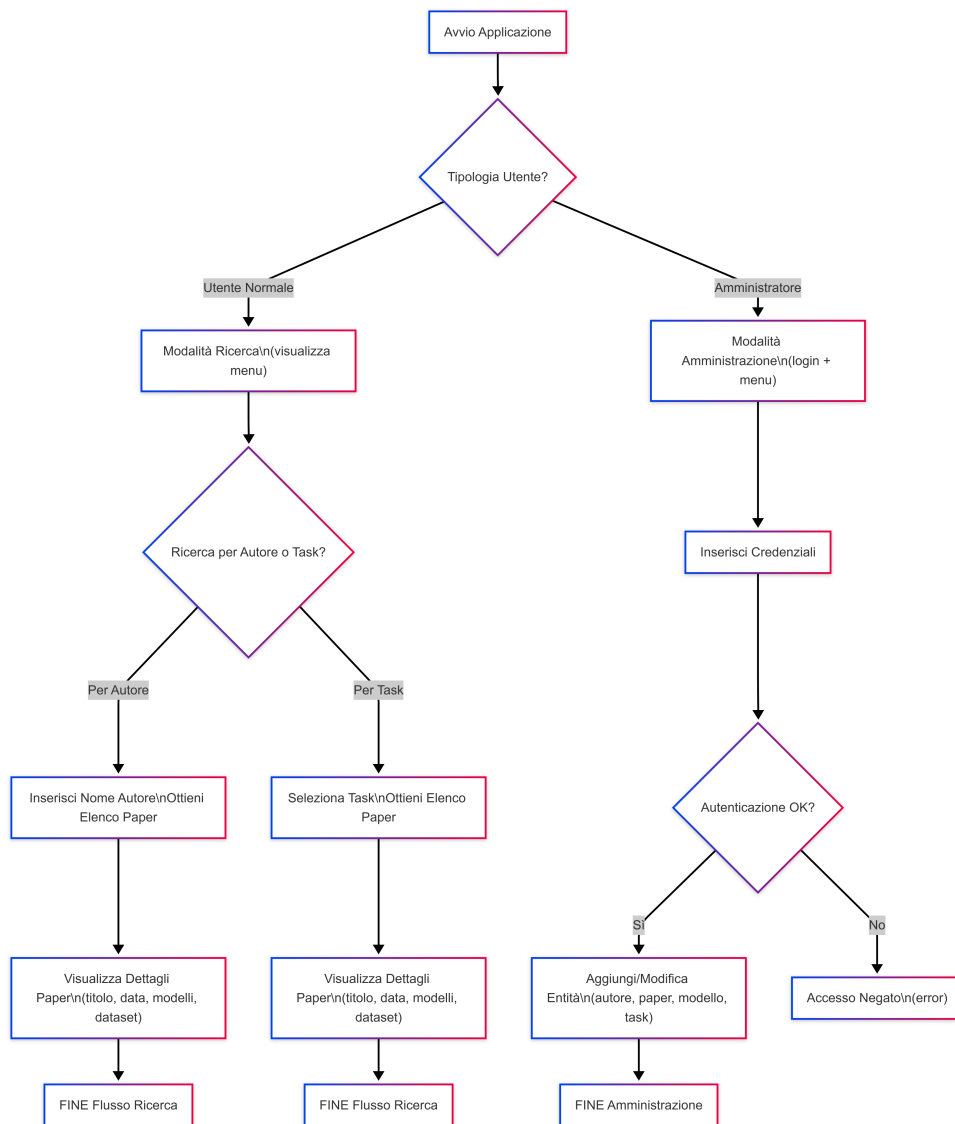 Avvio Applicazione
Tipologia Utente?
Utente Normale
Amministratore
Modalità Ricerca\n(visualizza
menu)
Modalità
Amministrazione\n(login +
menu)
Ricerca per Autore o Task?
Inserisci Credenziali
Per Autore
Per Task
Inserisci Nome Autore\nOttieni
Elenco Paper
Seleziona Task\nOttieni Elenco
Paper
Autenticazione OK?
Sì
No
Visualizza Dettagli
Paper\n(titolo, data, modelli,
dataset)
Visualizza Dettagli
Paper\n(titolo, data, modelli,
dataset)
Aggiungi/Modifica
Entità\n(autore, paper, modello,
task)
Accesso Negato\n(error)
FINE Flusso Ricerca
FINE Flusso Ricerca
FINE Amministrazione